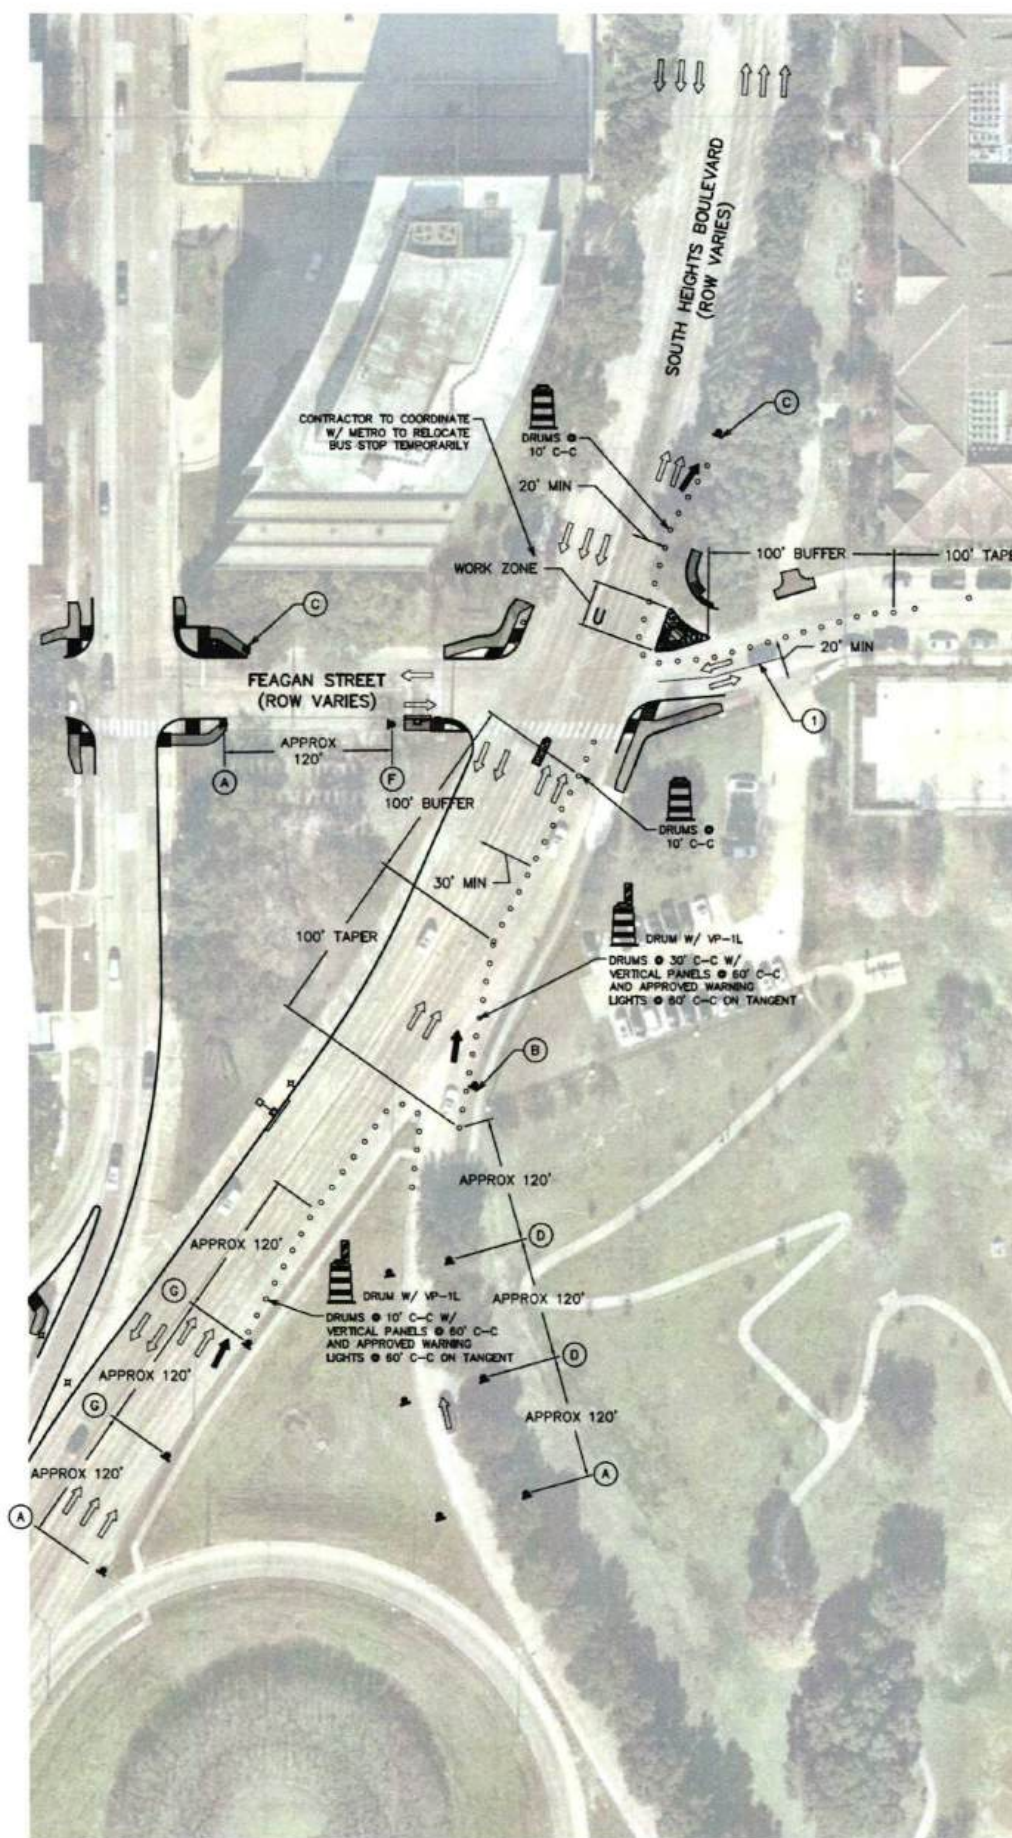 SOUTH HEIGHTS BOULEVARD
(ROW VARIES)
C
CONTRACTOR TO COORDINATE
W/ METRO TO RELOCATE
BUS STOP TEMPORARILY
DRUMS @
10' C-C
20' MIN
WORK ZONE
U
100' BUFFER
100' TAPE
C
FEAGAN STREET
(ROW VARIES)
20' MIN
1
APPROX
120'
A
F
100' BUFFER
DRUMS @
10' C-C
30' MIN
100' TAPER
DRUM W/ VP-1L
DRUMS @ 30' C-C W/
VERTICAL PANELS @ 60' C-C
AND APPROVED WARNING
LIGHTS @ 60' C-C ON TANGENT
B
APPROX 120'
D
APPROX 120'
G
DRUM W/ VP-1L
DRUMS @ 10' C-C W/
VERTICAL PANELS @ 60' C-C
AND APPROVED WARNING
LIGHTS @ 60' C-C ON TANGENT
APPROX 120'
D
APPROX 120'
G
APPROX 120'
APPROX 120'
A
A